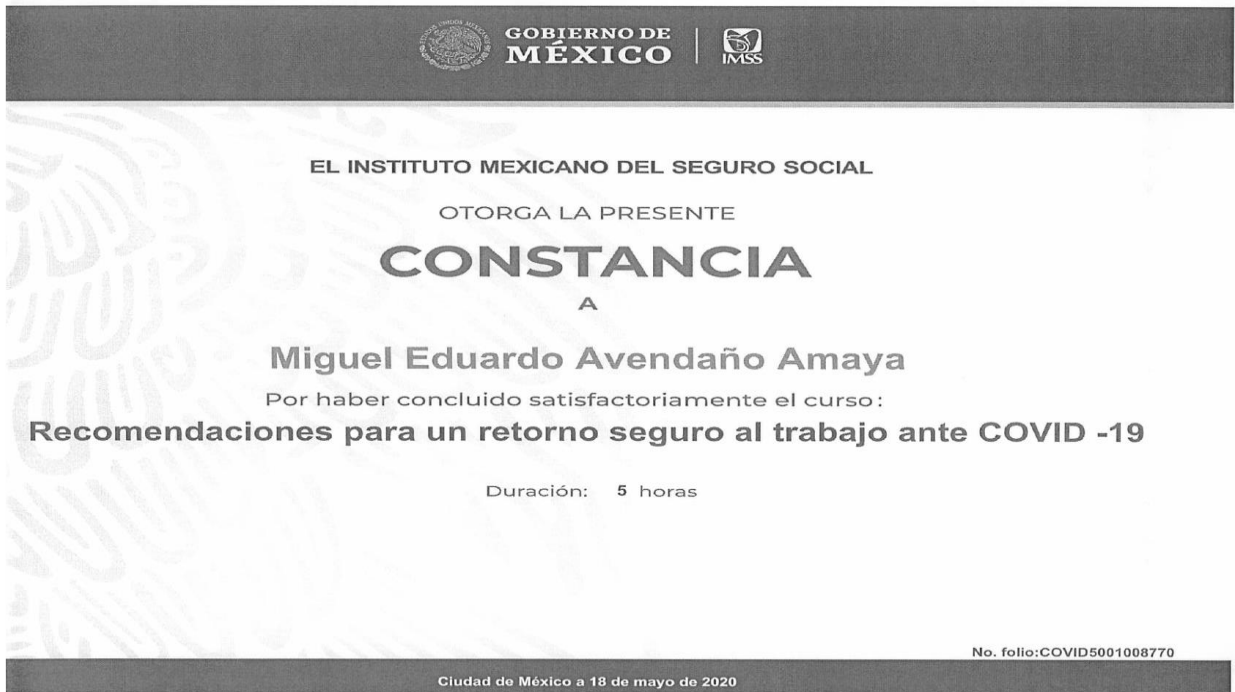 GOBIERNO DE
MÉXICO
IMSS
EL INSTITUTO MEXICANO DEL SEGURO SOCIAL
OTORGA LA PRESENTE
CONSTANCIA
A
Miguel Eduardo Avendaño Amaya
Por haber concluido satisfactoriamente el curso:
Recomendaciones para un retorno seguro al trabajo ante COVID -19
Duración: 5 horas
No. folio:COVID5001008770
Ciudad de México a 18 de mayo de 2020